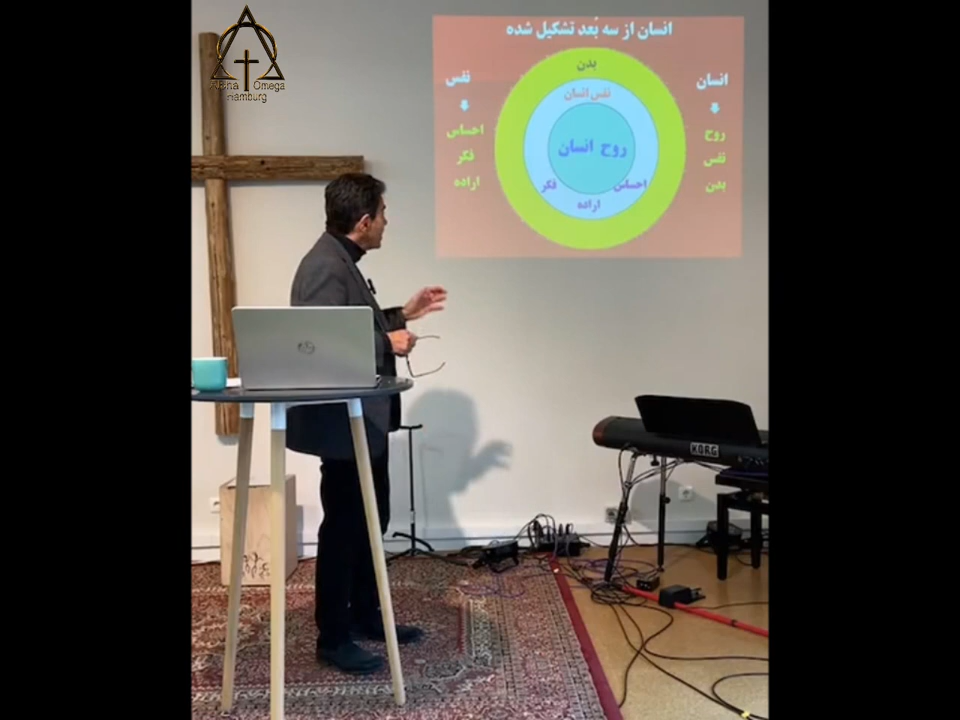 Alpha Omega
Hamburg
انسان از سه بُعد تشکیل شده
انسان
روح
نفس
بدن
بدن
نفس انسان
روح انسان
احساس
فکر
اراده
نفس
احساس
فکر
اراده
KORG